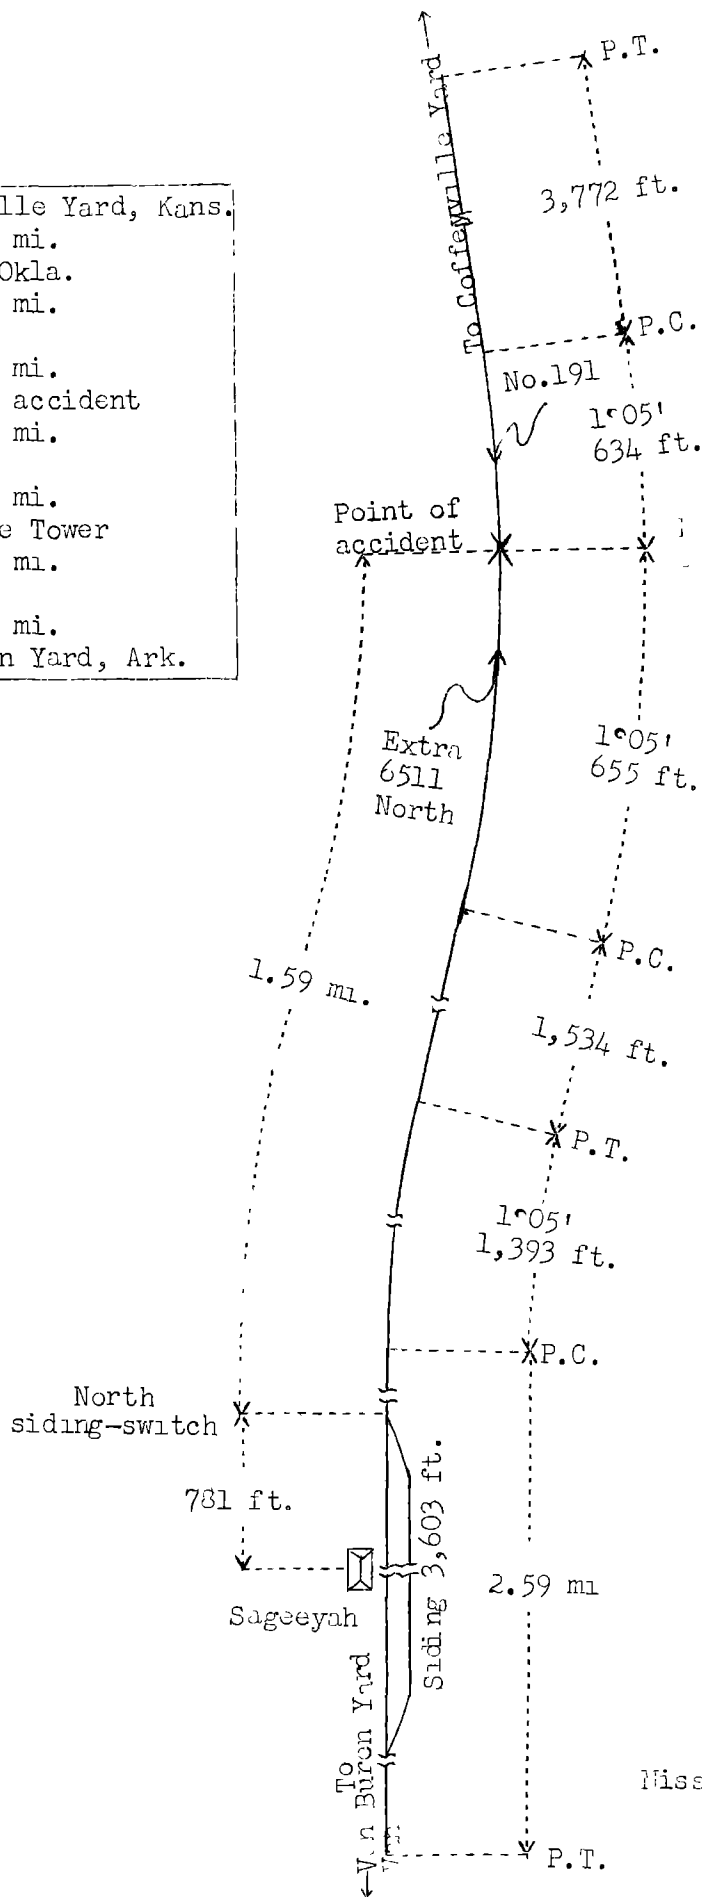 P.T.
To Coffeyville Yard
3,772 ft.
lle Yard, Kans.
mi.
Okla.
mi.
mi.
accident
mi.
mi.
e Tower
mi.
mi.
n Yard, Ark.
P.C.
No.191
1°05'
634 ft.
Point of
accident
Extra
6511
North
1°05'
655 ft.
P.C.
1.59 mi.
1,534 ft.
P.T.
1°05'
1,393 ft.
P.C.
North
siding-switch
781 ft.
Siding 3,603 ft.
2.59 mi
Sageeyah
To
Van Buren Yard
Miss
P.T.